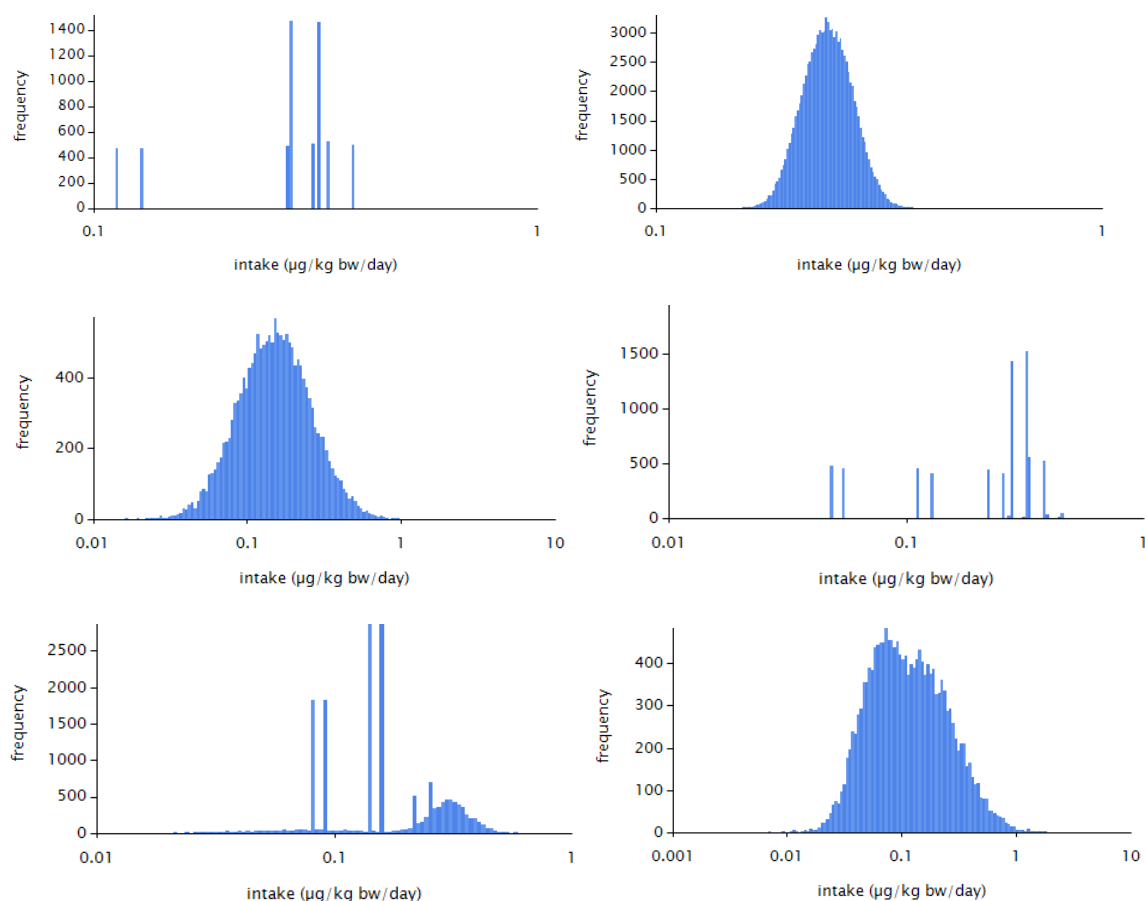 1400
1200
1000
800
600
400
200
0
frequency
0.1 1
intake (µg/kg bw/day)
3000
2500
2000
1500
1000
500
0
frequency
0.1 1
intake (µg/kg bw/day)
400
200
0
frequency
0.01 0.1 1 10
intake (µg/kg bw/day)
1500
1000
500
0
frequency
0.01 0.1 1
intake (µg/kg bw/day)
2500
2000
1500
1000
500
0
frequency
0.01 0.1 1
intake (µg/kg bw/day)
400
300
200
100
0
frequency
0.001 0.01 0.1 1 10
intake (µg/kg bw/day)